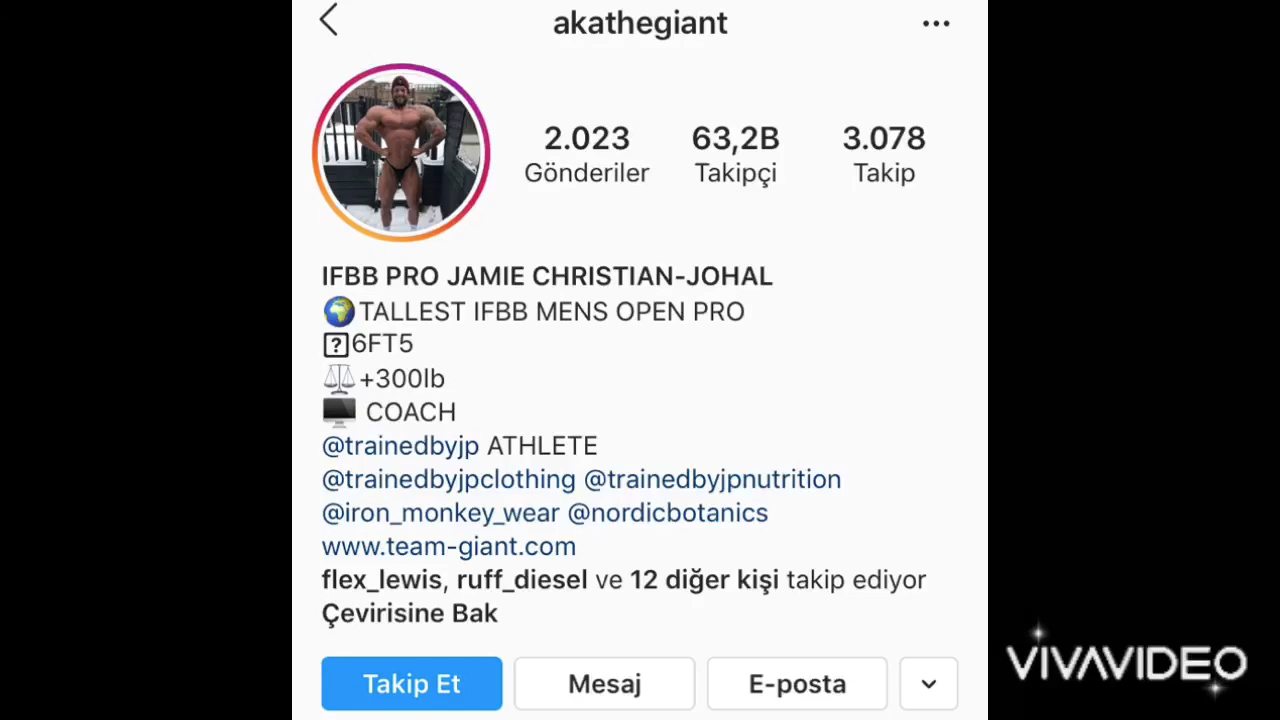 akathegiant
2.023 63,2B 3.078
Gönderiler Takipçi Takip
IFBB PRO JAMIE CHRISTIAN-JOHAL
🌍TALLEST IFBB MENS OPEN PRO
6FT5
⚖️+300lb
🖥️ COACH
@trainedbyjp ATHLETE
@trainedbyjpclothing @trainedbyjpnutrition
@iron_monkey_wear @nordicbotanics
www.team-giant.com
flex_lewis, ruff_diesel ve 12 diğer kişi takip ediyor
Çevirisine Bak
Takip Et Mesaj E-posta
VIVAVIDEO